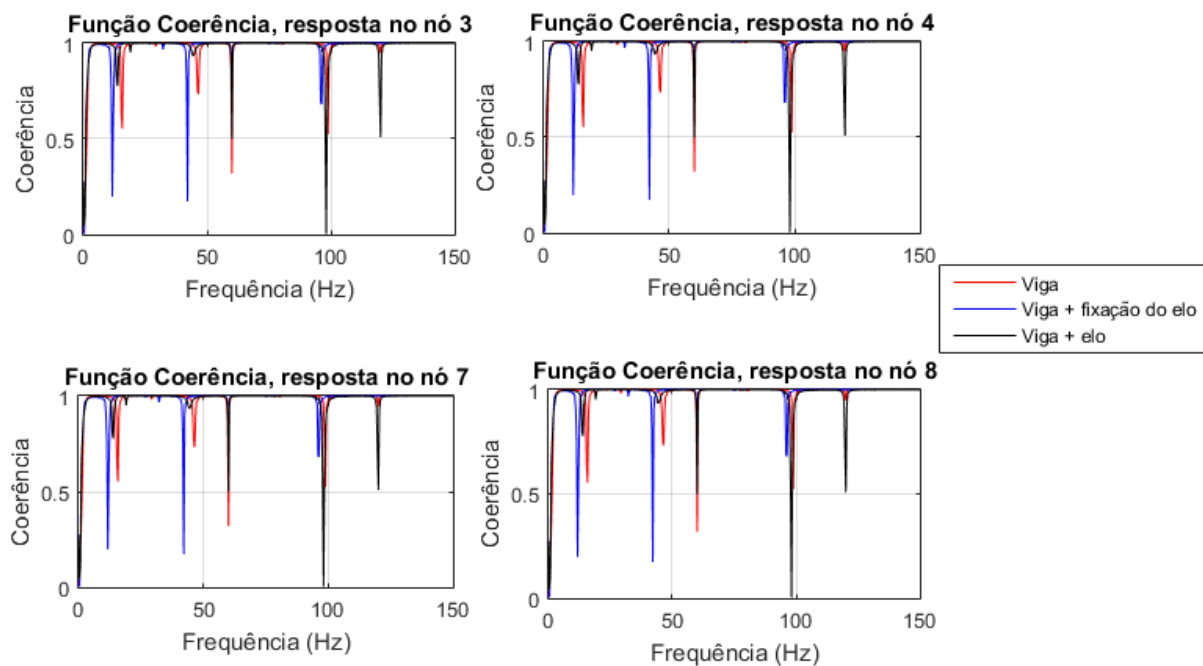 Função Coerência, resposta no nó 3
Coerência
1
0.5
0
0
50
100
150
Frequência (Hz)
Função Coerência, resposta no nó 4
Coerência
1
0.5
0
0
50
100
150
Frequência (Hz)
Viga
Viga + fixação do elo
Viga + elo
Função Coerência, resposta no nó 7
Coerência
1
0.5
0
0
50
100
150
Frequência (Hz)
Função Coerência, resposta no nó 8
Coerência
1
0.5
0
0
50
100
150
Frequência (Hz)